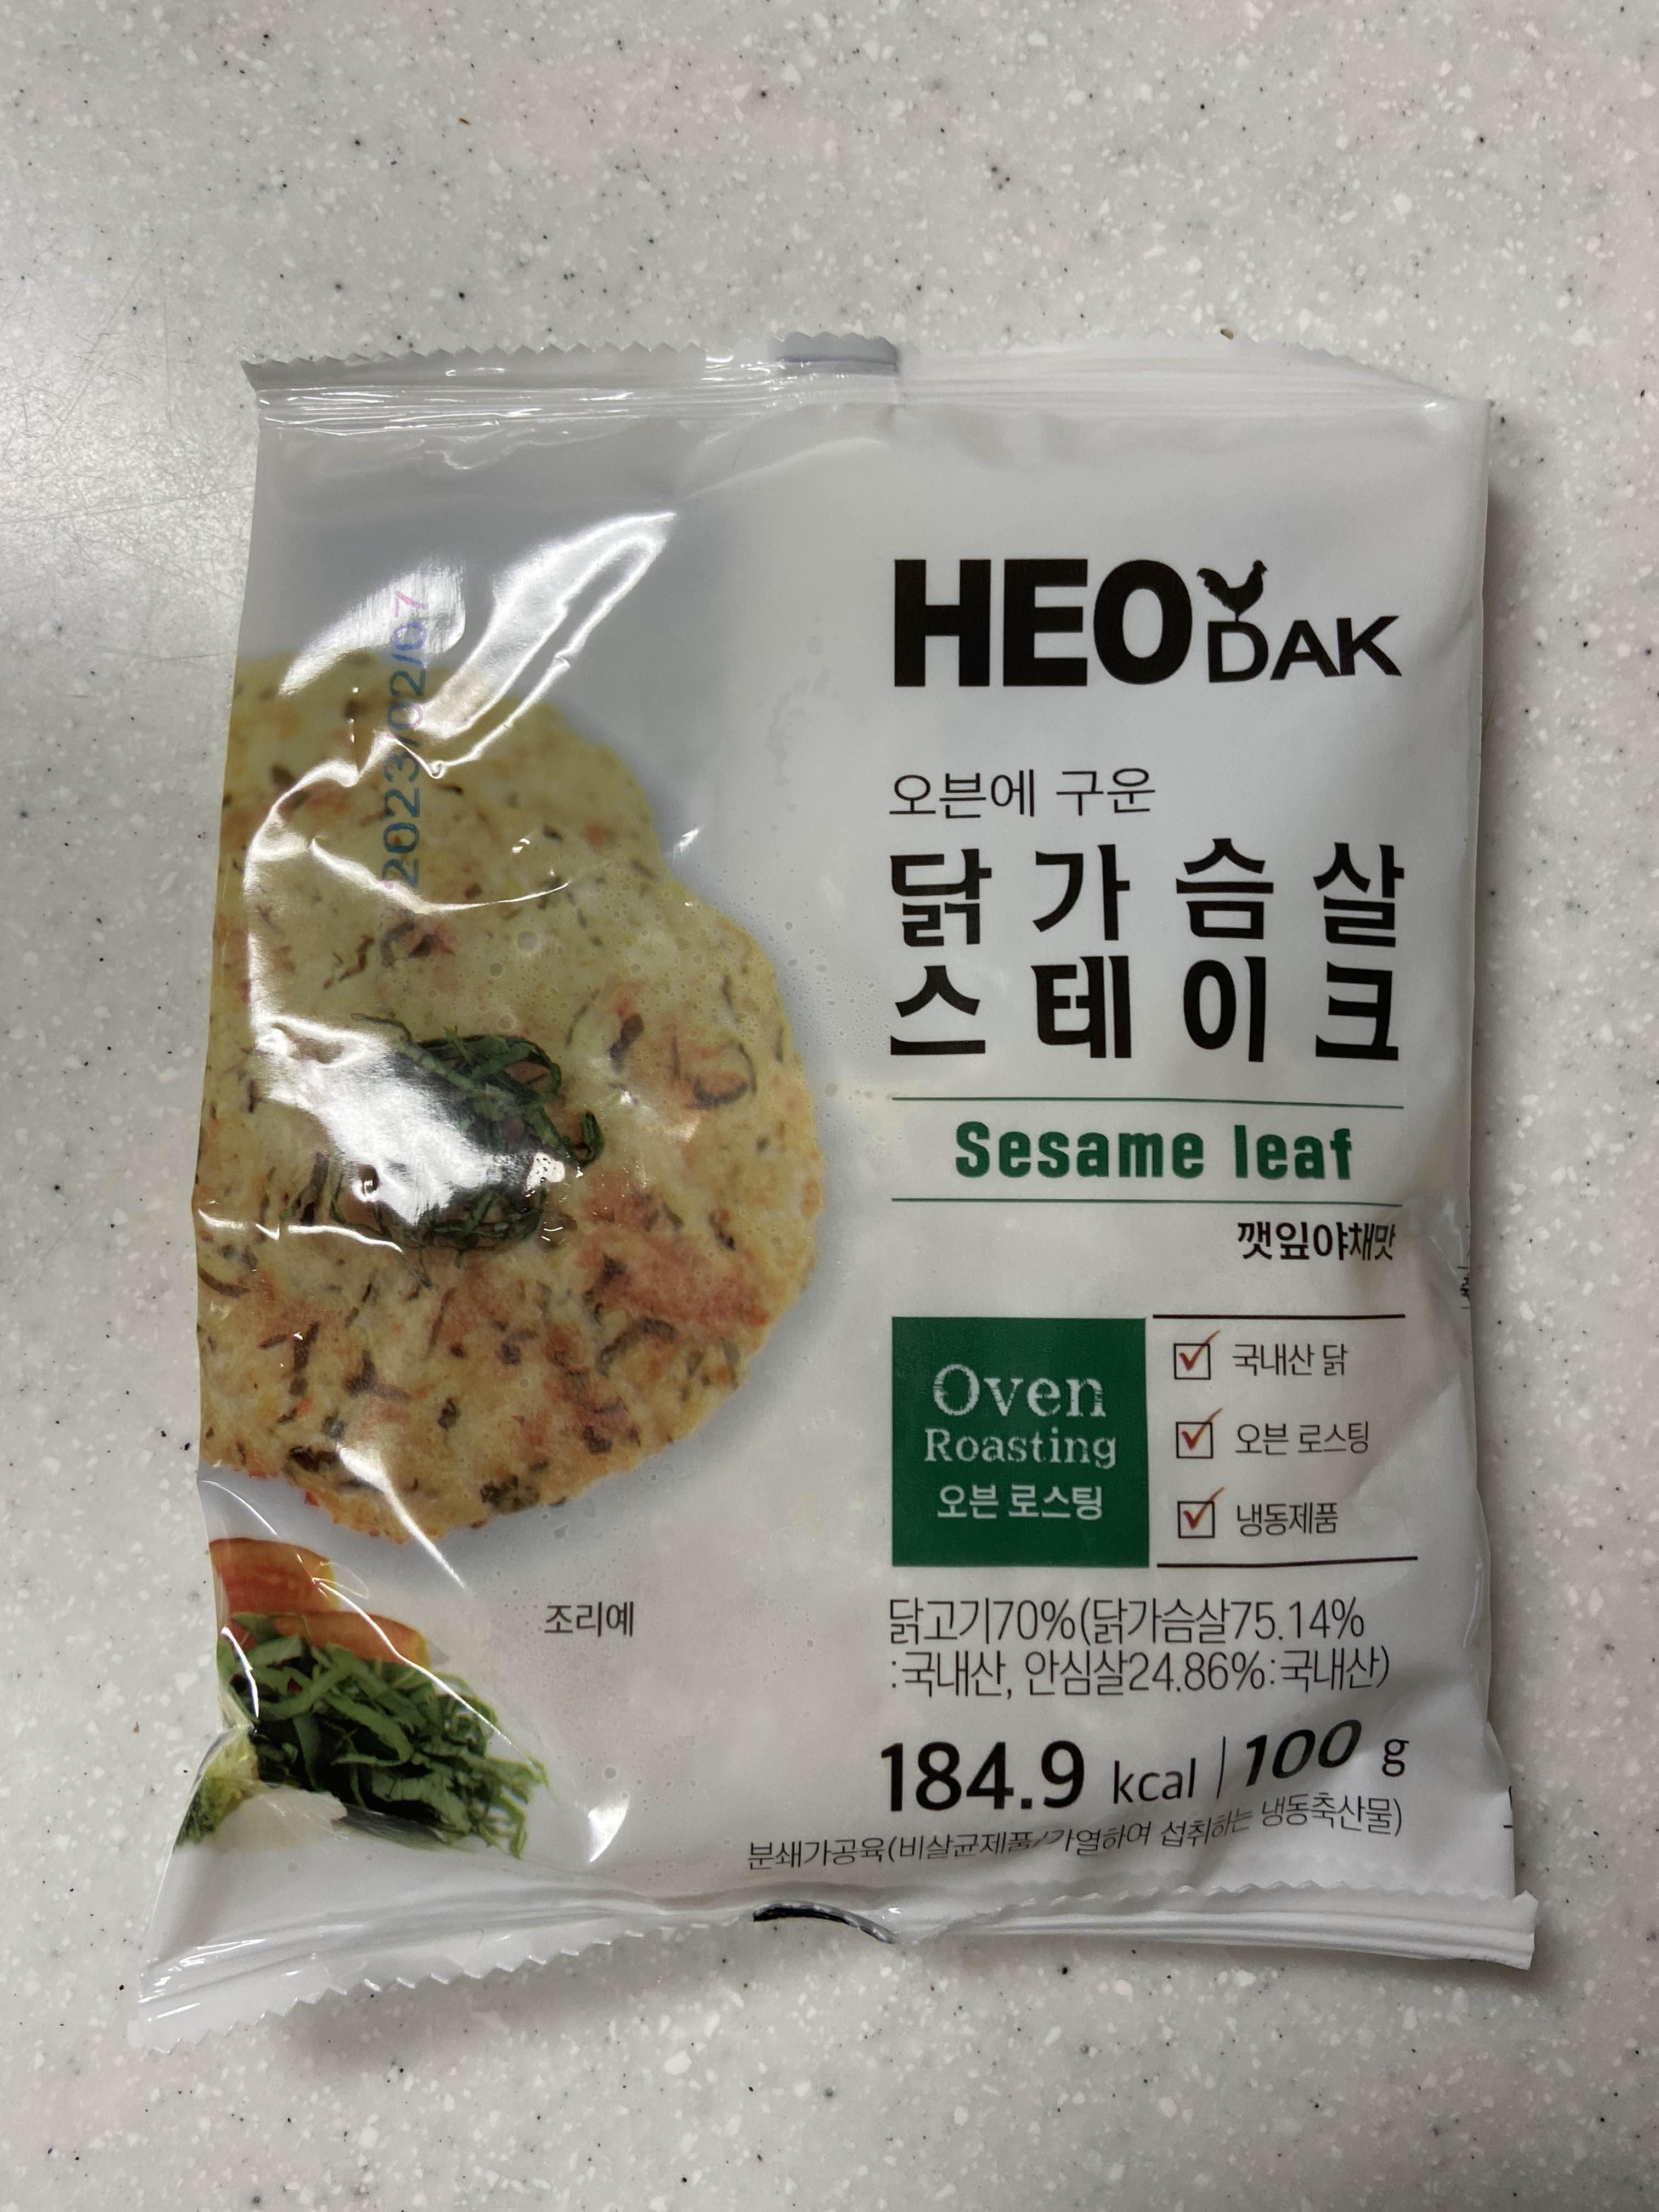 HEODAK
오븐에 구운
닭가슴살
스테이크
Sesame leaf
깻잎야채맛
Oven
Roasting
오븐 로스팅
국내산 닭
오븐 로스팅
냉동제품
닭고기70%(닭가슴살75.14%
:국내산, 안심살24.86%:국내산)
184.9 kcal | 100 g
분쇄가공육(비살균제품/가열하여 섭취하는 냉동축산물)
조리예
2023/02/07